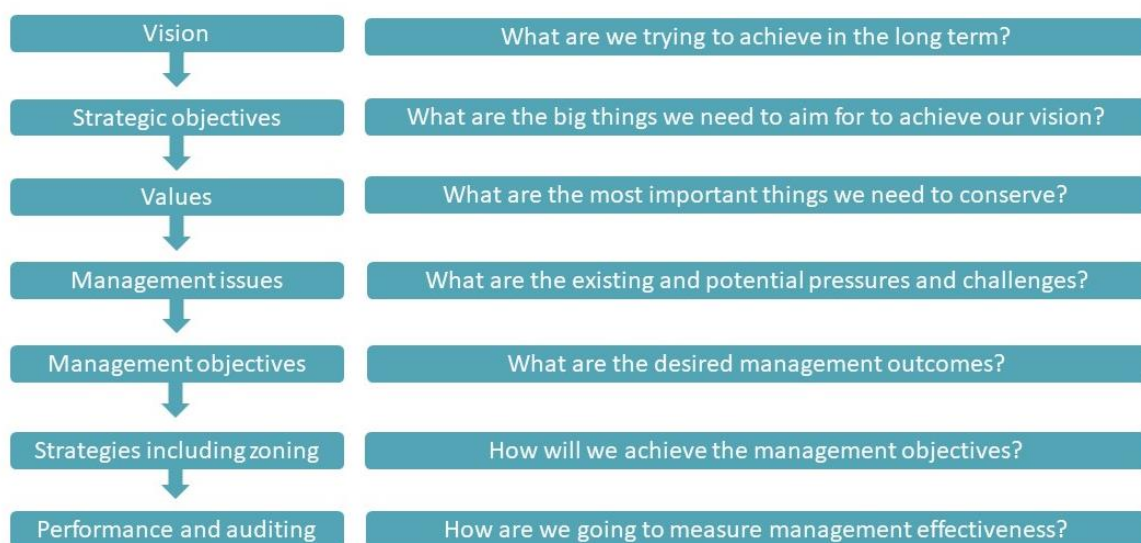 Vision
What are we trying to achieve in the long term?
Strategic objectives
What are the big things we need to aim for to achieve our vision?
Values
What are the most important things we need to conserve?
Management issues
What are the existing and potential pressures and challenges?
Management objectives
What are the desired management outcomes?
Strategies including zoning
How will we achieve the management objectives?
Performance and auditing
How are we going to measure management effectiveness?